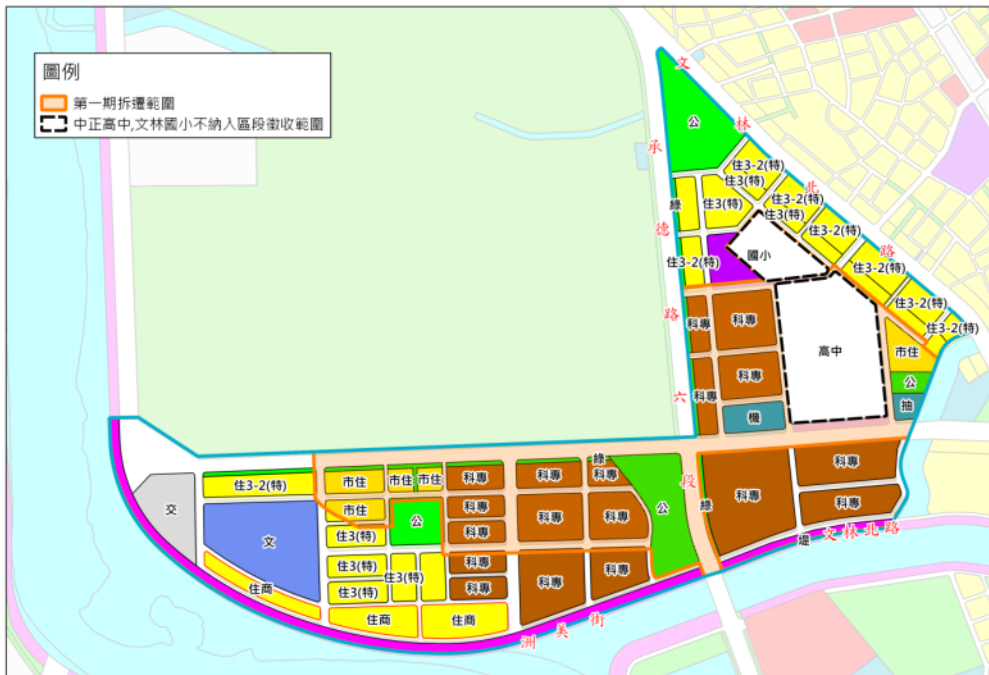 圖例
第一期拆遷範圍
中正高中,文林國小不納入區段徵收範圍
文
林
北
路
公
承
德
路
六
段
住3-2(特)
住3(特)
住3-2(特)
綠
住3(特)
住3(特)
住3-2(特)
國小
住3-2(特)
住3-2(特)
住3-2(特)
住3-2(特)
科專
科專
高中
市住
科專
科專
公
機
抽
科專
科專
綠
科專
堤
文林北路
綠
科專
科專
科專
市住
市住
市住
住3-2(特)
交
科專
科專
科專
市住
公
公
文
住3(特)
科專
住3(特)
住3(特)
科專
科專
科專
住商
住3(特)
科專
住商
住商
洲美街